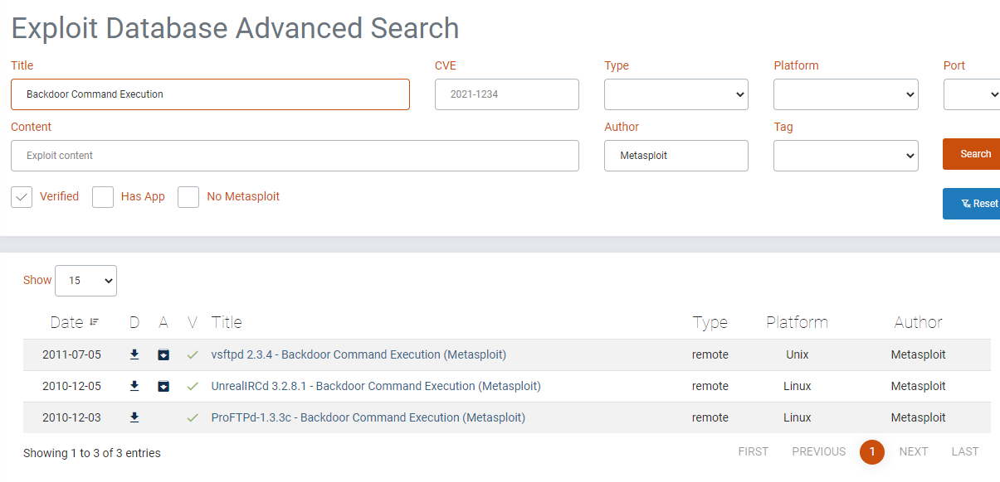 Exploit Database Advanced Search
Title CVE Type Platform Port
Backdoor Command Execution 2021-1234
Content Author Tag
Exploit content Metasploit Search
Verified Has App No Metasploit Reset
Show 15
Date D A V Title Type Platform Author
2011-07-05 vsftpd 2.3.4 - Backdoor Command Execution (Metasploit) remote Unix Metasploit
2010-12-05 UnrealIRCd 3.2.8.1 - Backdoor Command Execution (Metasploit) remote Linux Metasploit
2010-12-03 ProFTPd-1.3.3c - Backdoor Command Execution (Metasploit) remote Linux Metasploit
Showing 1 to 3 of 3 entries FIRST PREVIOUS 1 NEXT LAST